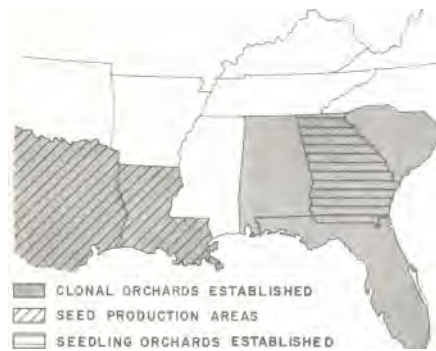 CLONAL ORCHARDS ESTABLISHED
SEED PRODUCTION AREAS
SEEDLING ORCHARDS ESTABLISHED